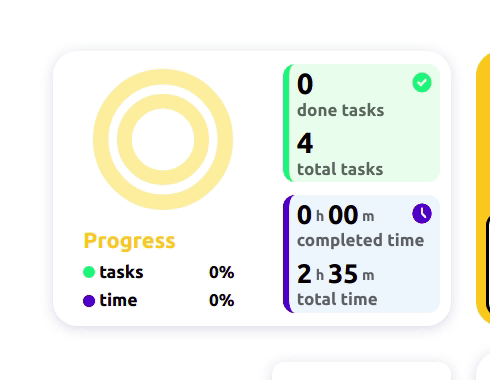 Progress
tasks 0%
time 0%
0
done tasks
4
total tasks
0 h 00 m
completed time
2 h 35 m
total time